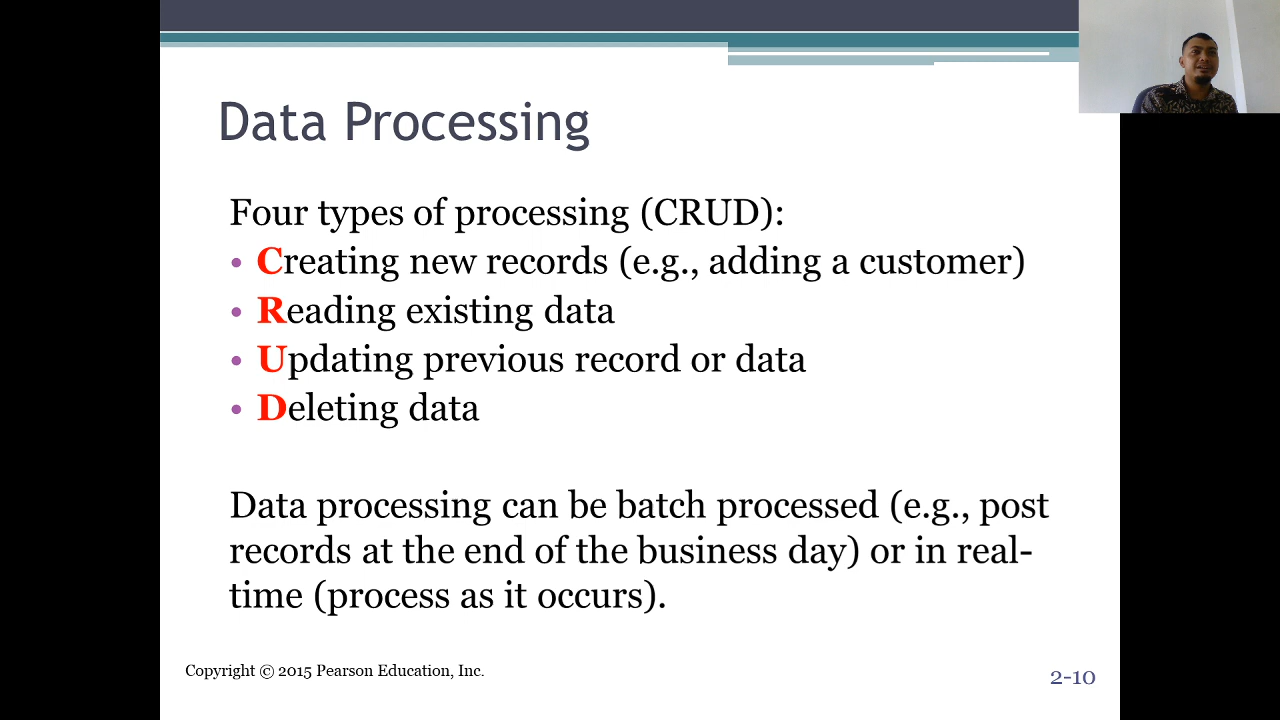 Data Processing
Four types of processing (CRUD):
• Creating new records (e.g., adding a customer)
• Reading existing data
• Updating previous record or data
• Deleting data
Data processing can be batch processed (e.g., post
records at the end of the business day) or in real-
time (process as it occurs).
Copyright © 2015 Pearson Education, Inc.
2-10